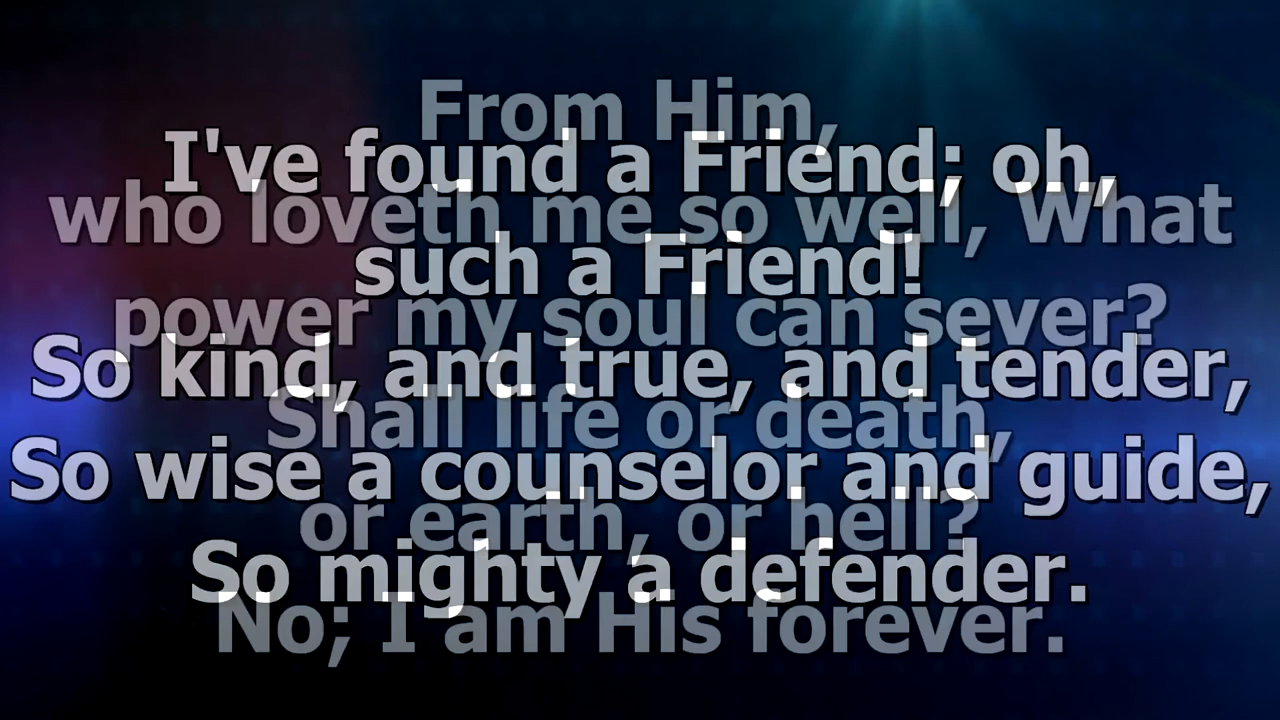 I've found a Friend; oh,
such a Friend!
So kind, and true, and tender,
So wise a counselor and guide,
So mighty a defender.
From Him,
who loveth me so well, What
power my soul can sever?
Shall life or death,
or earth, or hell?
No; I am His forever.